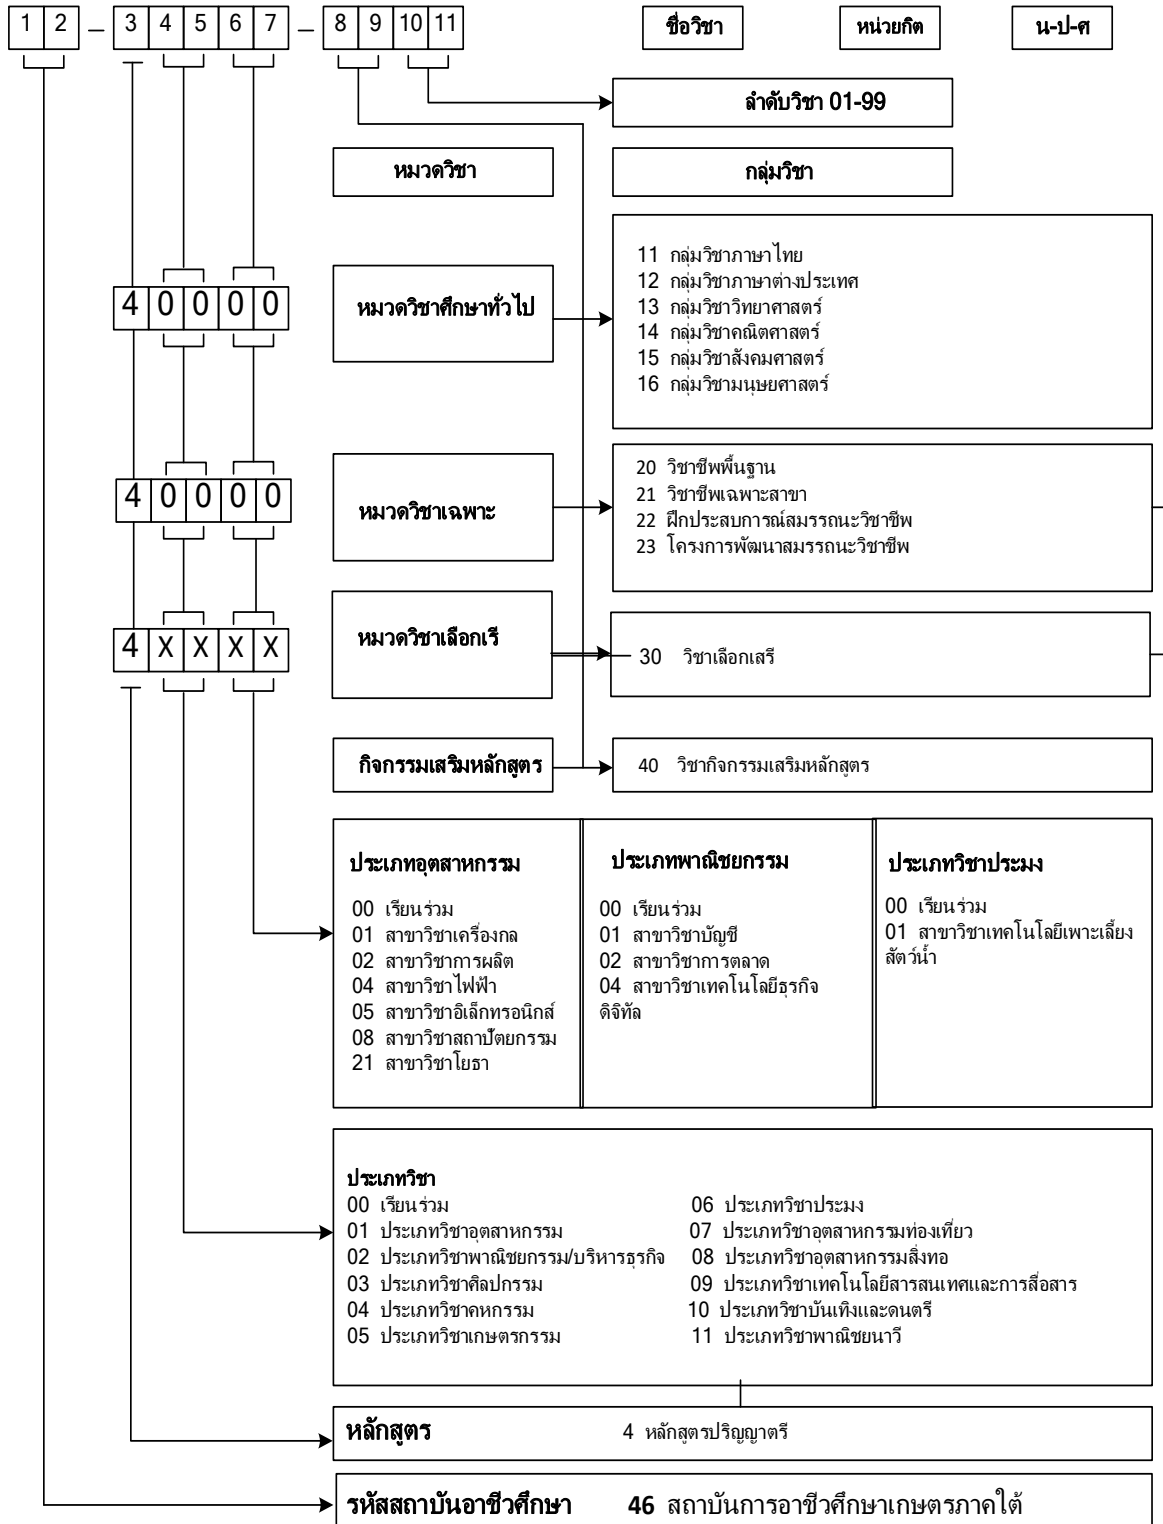 1 2 – 3 4 5 6 7 – 8 9 10 11 ชื่อวิชา หน่วยกิต น-ป-ศ
ลำดับวิชา 01-99
หมวดวิชา กลุ่มวิชา
4 0 0 0 0
หมวดวิชาศึกษาทั่วไป
11 กลุ่มวิชาภาษาไทย
12 กลุ่มวิชาภาษาต่างประเทศ
13 กลุ่มวิชาวิทยาศาสตร์
14 กลุ่มวิชาคณิตศาสตร์
15 กลุ่มวิชาสังคมศาสตร์
16 กลุ่มวิชามนุษยศาสตร์
4 0 0 0 0
หมวดวิชาเฉพาะ
20 วิชาชีพพื้นฐาน
21 วิชาชีพเฉพาะสาขา
22 ฝึกประสบการณ์สมรรถนะวิชาชีพ
23 โครงการพัฒนาสมรรถนะวิชาชีพ
4 X X X X
หมวดวิชาเลือกเรี
30 วิชาเลือกเสรี
กิจกรรมเสริมหลักสูตร
40 วิชากิจกรรมเสริมหลักสูตร
ประเภทอุตสาหกรรม
00 เรียนร่วม
01 สาขาวิชาเครื่องกล
02 สาขาวิชาการผลิต
04 สาขาวิชาไฟฟ้า
05 สาขาวิชาอิเล็กทรอนิกส์
08 สาขาวิชาสถาปัตยกรรม
21 สาขาวิชาโยธา
ประเภทพาณิชยกรรม
00 เรียนร่วม
01 สาขาวิชาบัญชี
02 สาขาวิชาการตลาด
04 สาขาวิชาเทคโนโลยีธุรกิจ
ดิจิทัล
ประเภทวิชาประมง
00 เรียนร่วม
01 สาขาวิชาเทคโนโลยีเพาะเลี้ยง
สัตว์น้ำ
ประเภทวิชา
00 เรียนร่วม
01 ประเภทวิชาอุตสาหกรรม
02 ประเภทวิชาพาณิชยกรรม/บริหารธุรกิจ
03 ประเภทวิชาศิลปกรรม
04 ประเภทวิชาคหกรรม
05 ประเภทวิชาเกษตรกรรม
06 ประเภทวิชาประมง
07 ประเภทวิชาอุตสาหกรรมท่องเที่ยว
08 ประเภทวิชาอุตสาหกรรมสิ่งทอ
09 ประเภทวิชาเทคโนโลยีสารสนเทศและการสื่อสาร
10 ประเภทวิชาบันเทิงและดนตรี
11 ประเภทวิชาพาณิชยนาวี
หลักสูตร 4 หลักสูตรปริญญาตรี
รหัสสถาบันอาชีวศึกษา 46 สถาบันการอาชีวศึกษาเกษตรภาคใต้